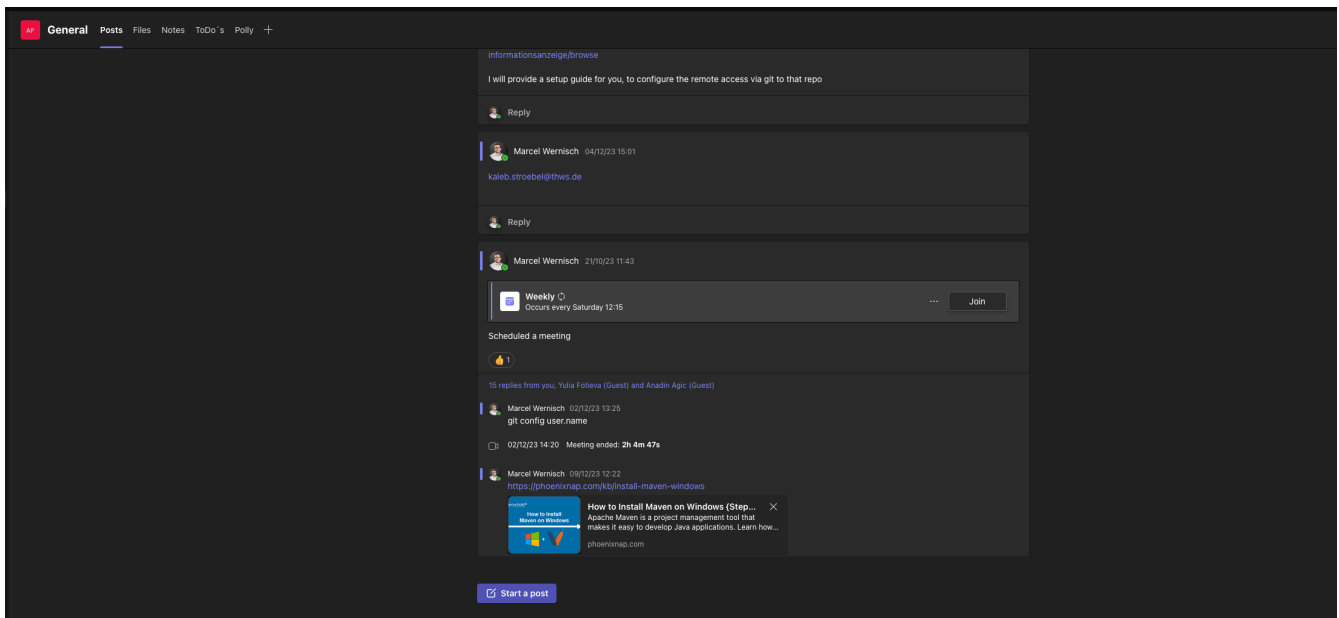 AP General Posts Files Notes ToDo´s Polly
informationsanzeige/browse
I will provide a setup guide for you, to configure the remote access via git to that repo
Reply
Marcel Wernisch 04/12/23 15:01
kaleb.stroebel@thws.de
Reply
Marcel Wernisch 21/10/23 11:43
Weekly
Occurs every Saturday 12:15
... Join
Scheduled a meeting
1
15 replies from you, Yulia Fotieva (Guest) and Anadin Agic (Guest)
Marcel Wernisch 02/12/23 13:25
git config user.name
02/12/23 14:20 Meeting ended: 2h 4m 47s
Marcel Wernisch 09/12/23 12:22
https://phoenixnap.com/kb/install-maven-windows
How to Install
Maven on Windows
How to Install Maven on Windows {Step...
Apache Maven is a project management tool that
makes it easy to develop Java applications. Learn how...
phoenixnap.com
Start a post